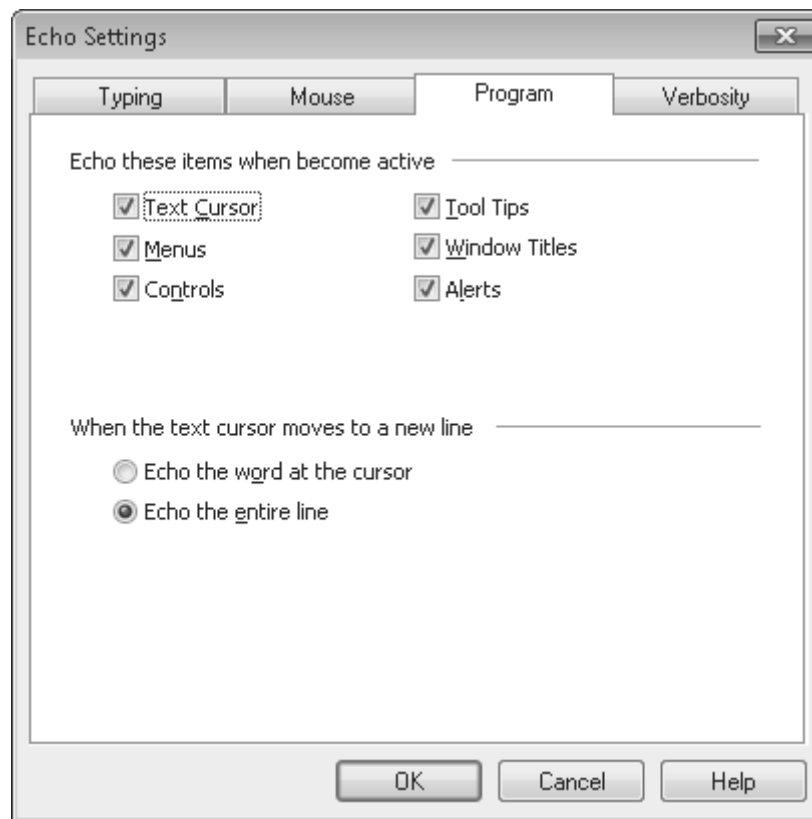 Echo Settings
Typing Mouse Program Verbosity
Echo these items when become active
Text Cursor Tool Tips
Menus Window Titles
Controls Alerts
When the text cursor moves to a new line
Echo the word at the cursor
Echo the entire line
OK Cancel Help